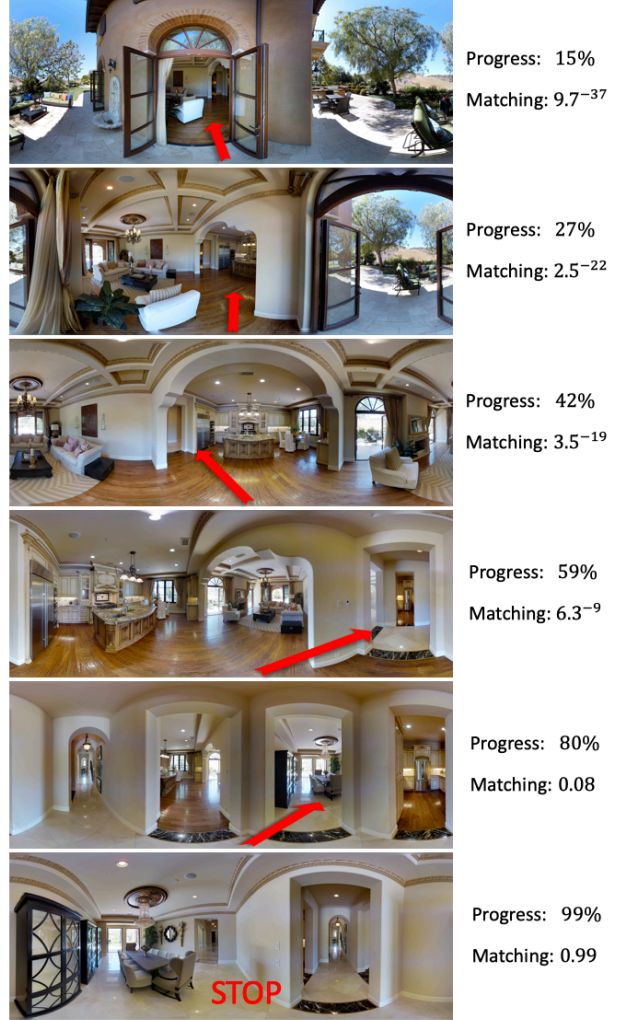 Progress: 15%
Matching: 9.7⁻³⁷
Progress: 27%
Matching: 2.5⁻²²
Progress: 42%
Matching: 3.5⁻¹⁹
Progress: 59%
Matching: 6.3⁻⁹
Progress: 80%
Matching: 0.08
Progress: 99%
Matching: 0.99
STOP